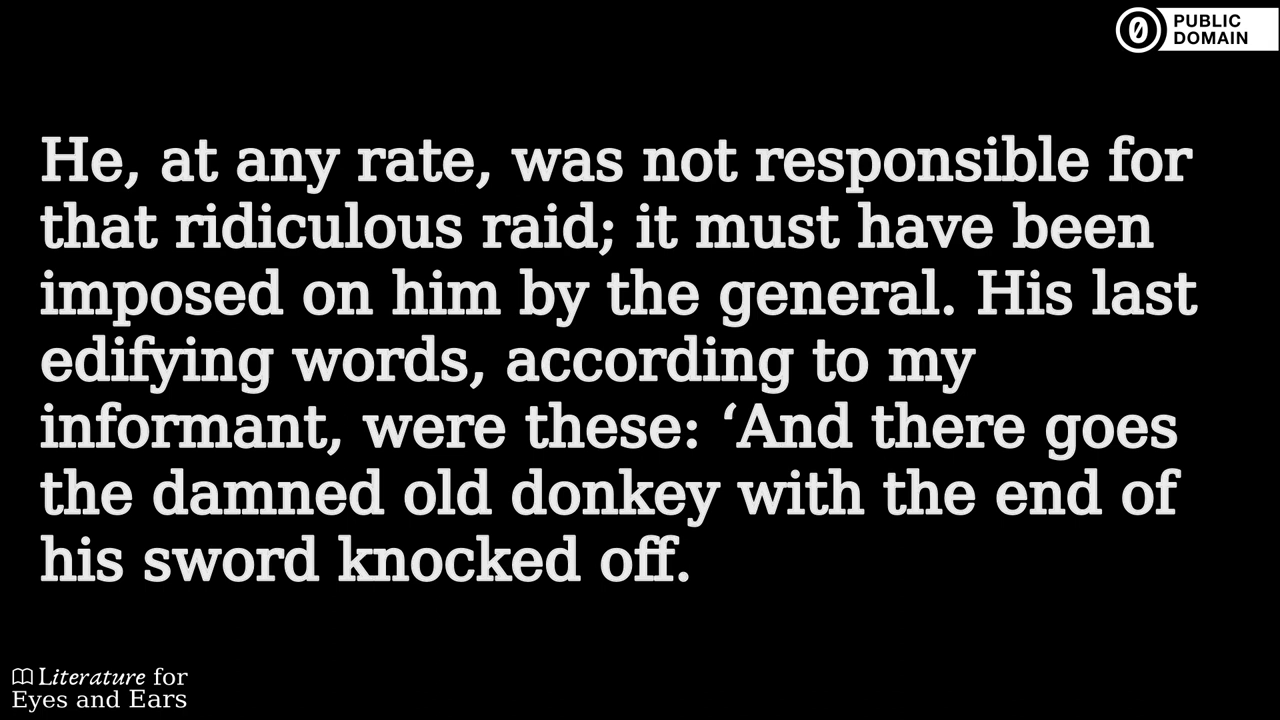 PUBLIC
DOMAIN
He, at any rate, was not responsible for
that ridiculous raid; it must have been
imposed on him by the general. His last
edifying words, according to my
informant, were these: ‘And there goes
the damned old donkey with the end of
his sword knocked off.
Literature for
Eyes and Ears